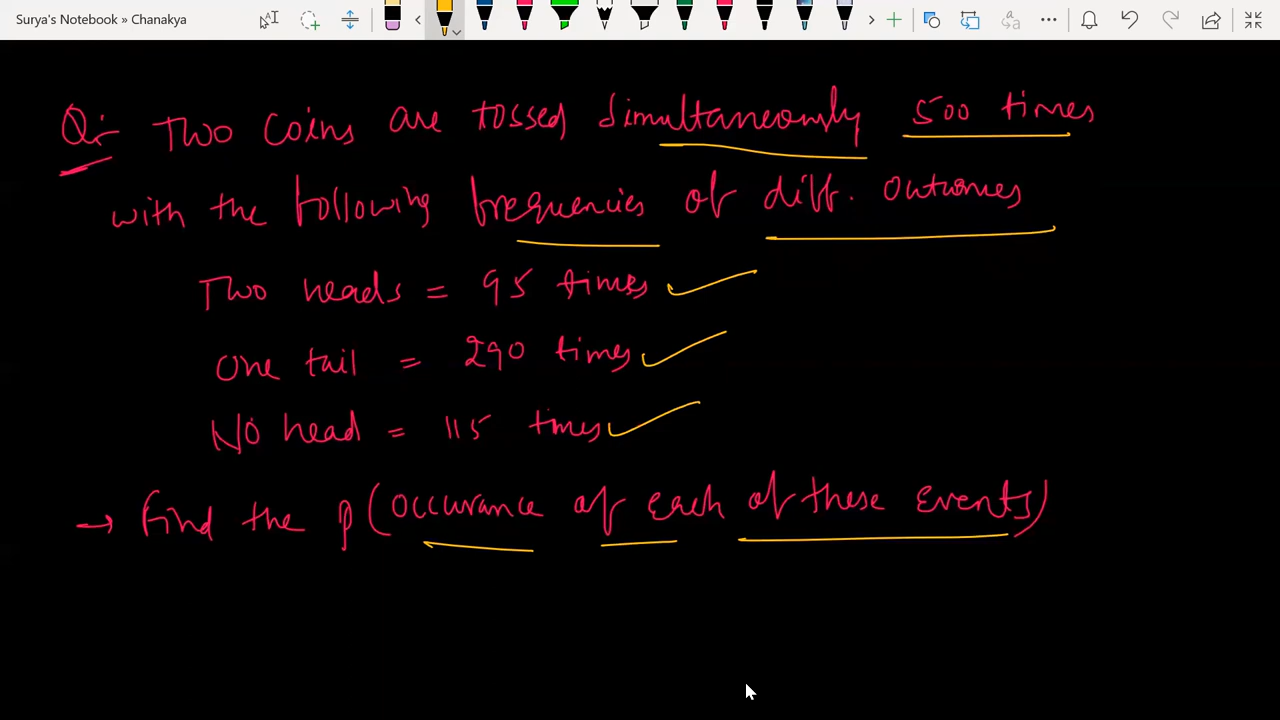 Surya's Notebook » Chanakya
Q:- Two coins are tossed simultaneously 500 times
with the following frequencies of diff. outcomes
Two heads = 95 times
One tail = 290 times
No head = 115 times
→ Find the P(occurance of each of these events)